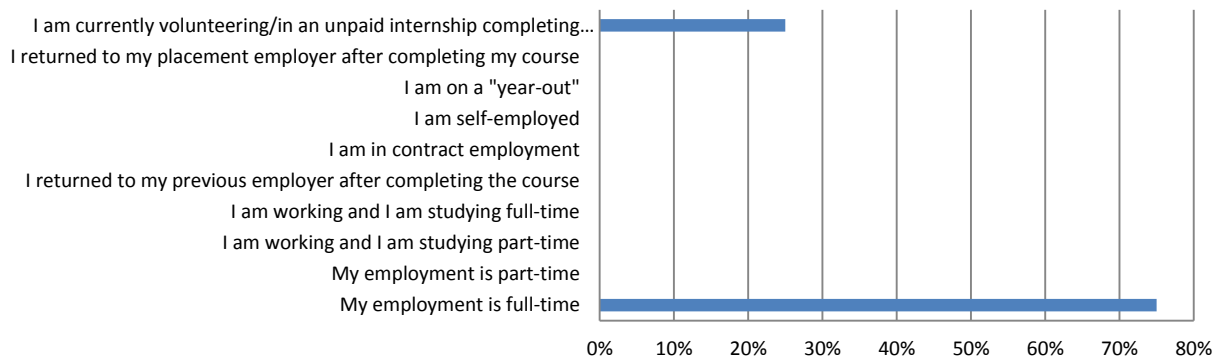 I am currently volunteering/in an unpaid internship completing...
I returned to my placement employer after completing my course
I am on a "year-out"
I am self-employed
I am in contract employment
I returned to my previous employer after completing the course
I am working and I am studying full-time
I am working and I am studying part-time
My employment is part-time
My employment is full-time
0% 10% 20% 30% 40% 50% 60% 70% 80%